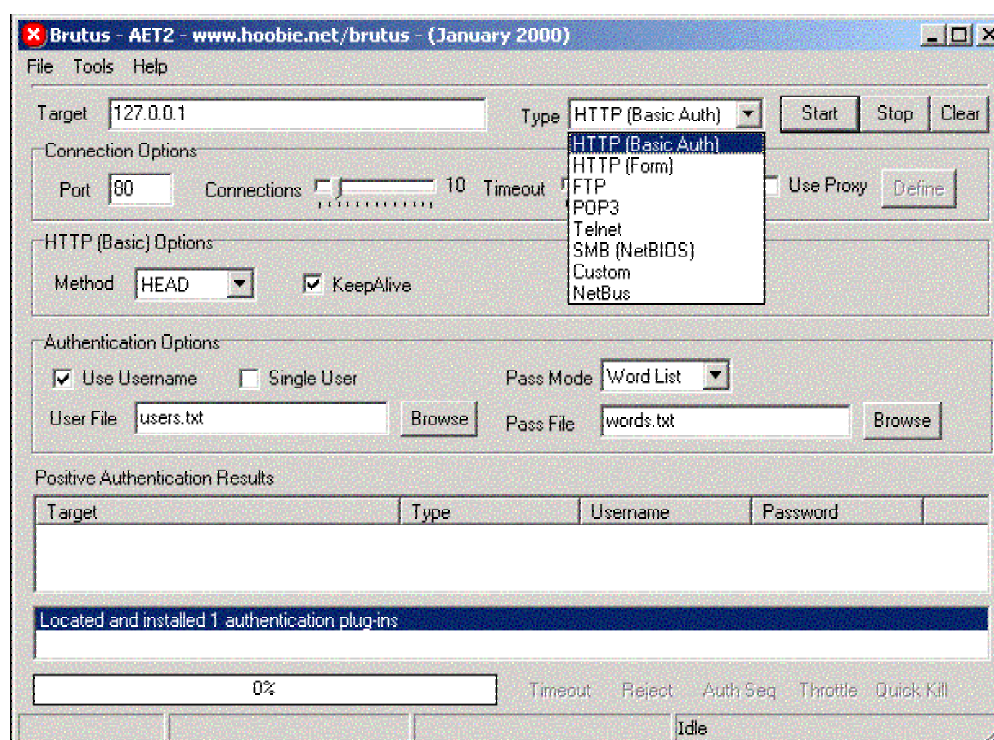 Brutus - AET2 - www.hoobie.net/brutus - (January 2000)
File Tools Help
Target 127.0.0.1 Type HTTP (Basic Auth) Start Stop Clear
HTTP (Basic Auth)
HTTP (Form)
FTP
POP3
Telnet
SMB (NetBIOS)
Custom
NetBus
Connection Options
Port 80 Connections 10 Timeout Use Proxy Define
HTTP (Basic) Options
Method HEAD KeepAlive
Authentication Options
Use Username Single User Pass Mode Word List
User File users.txt Browse Pass File words.txt Browse
Positive Authentication Results
Target Type Username Password
Located and installed 1 authentication plug-ins
0% Timeout Reject Auth Seq Throttle Quick Kill
Idle